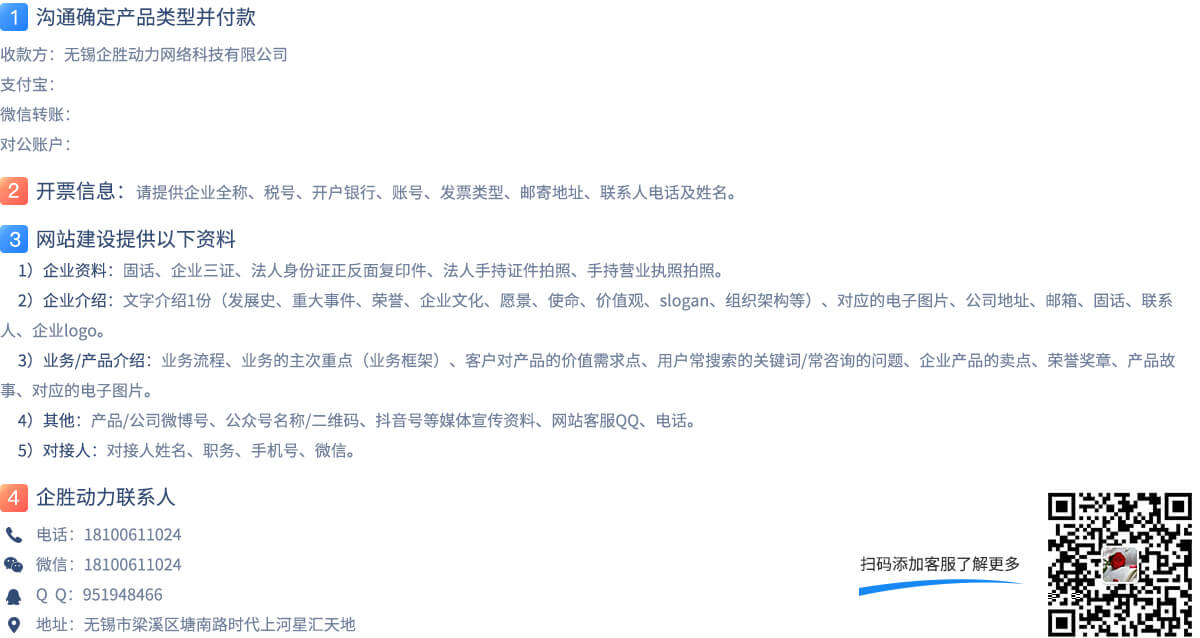 1 沟通确定产品类型并付款
收款方：无锡企胜动力网络科技有限公司
支付宝：
微信转账：
对公账户：
2 开票信息：请提供企业全称、税号、开户银行、账号、发票类型、邮寄地址、联系人电话及姓名。
3 网站建设提供以下资料
1）企业资料：固话、企业三证、法人身份证正反面复印件、法人手持证件拍照、手持营业执照拍照。
2）企业介绍：文字介绍1份（发展史、重大事件、荣誉、企业文化、愿景、使命、价值观、slogan、组织架构等）、对应的电子图片、公司地址、邮箱、固话、联系
人、企业logo。
3）业务/产品介绍：业务流程、业务的主次重点（业务框架）、客户对产品的价值需求点、用户常搜索的关键词/常咨询的问题、企业产品的卖点、荣誉奖章、产品故
事、对应的电子图片。
4）其他：产品/公司微博号、公众号名称/二维码、抖音号等媒体宣传资料、网站客服QQ、电话。
5）对接人：对接人姓名、职务、手机号、微信。
4 企胜动力联系人
电话：18100611024
微信：18100611024
Q Q：951948466
地址：无锡市梁溪区塘南路时代上河星汇天地
扫码添加客服了解更多